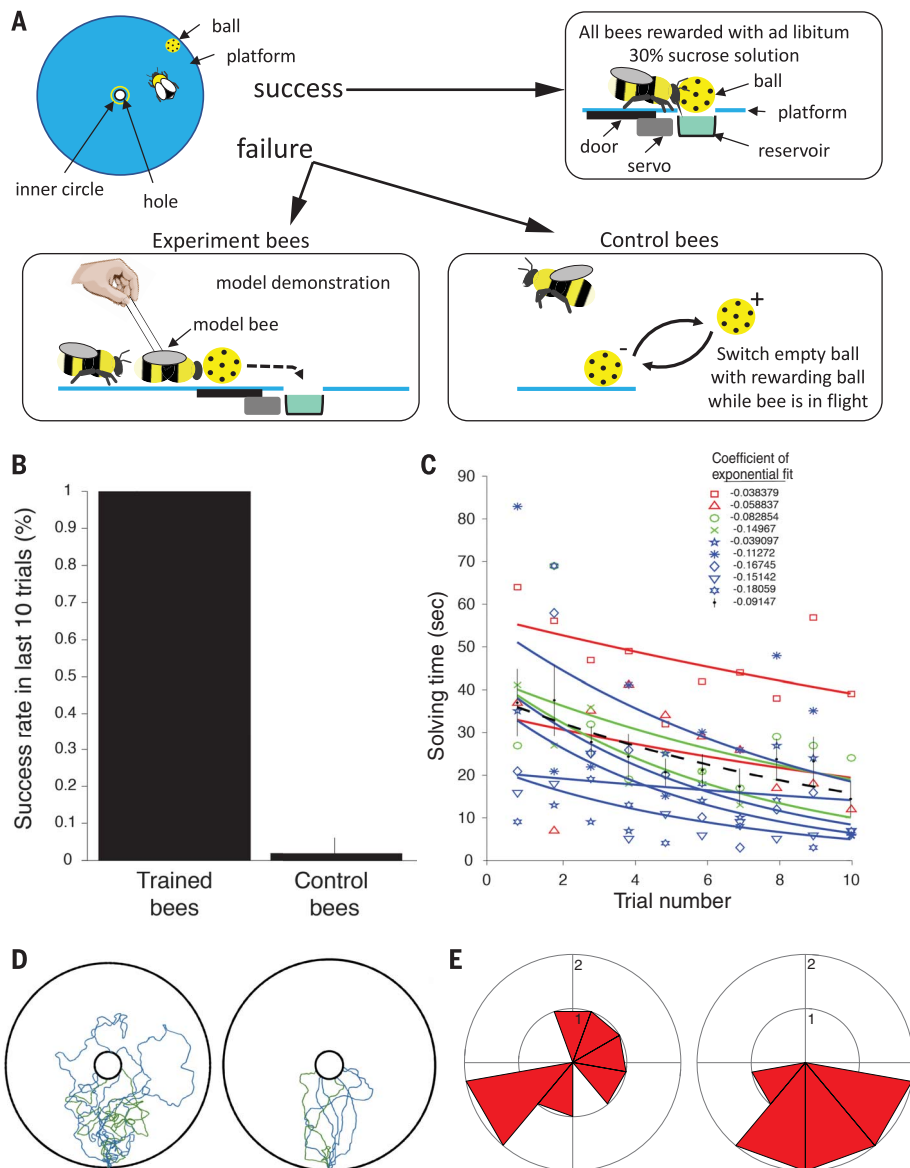 A
ball
platform
success
failure
inner circle
hole
All bees rewarded with ad libitum
30% sucrose solution
ball
platform
door
servo
reservoir
Experiment bees
model demonstration
model bee
Control bees
-
+
Switch empty ball
with rewarding ball
while bee is in flight
B
Success rate in last 10 trials (%)
1
0.9
0.8
0.7
0.6
0.5
0.4
0.3
0.2
0.1
0
Trained
bees
Control
bees
C
Solving time (sec)
90
80
70
60
50
40
30
20
10
0
0 2 4 6 8 10
Trial number
Coefficient of
exponential fit
-0.038379
-0.058837
-0.082854
-0.14967
-0.039097
-0.11272
-0.16745
-0.15142
-0.18059
-0.09147
D
E
2
1
2
1